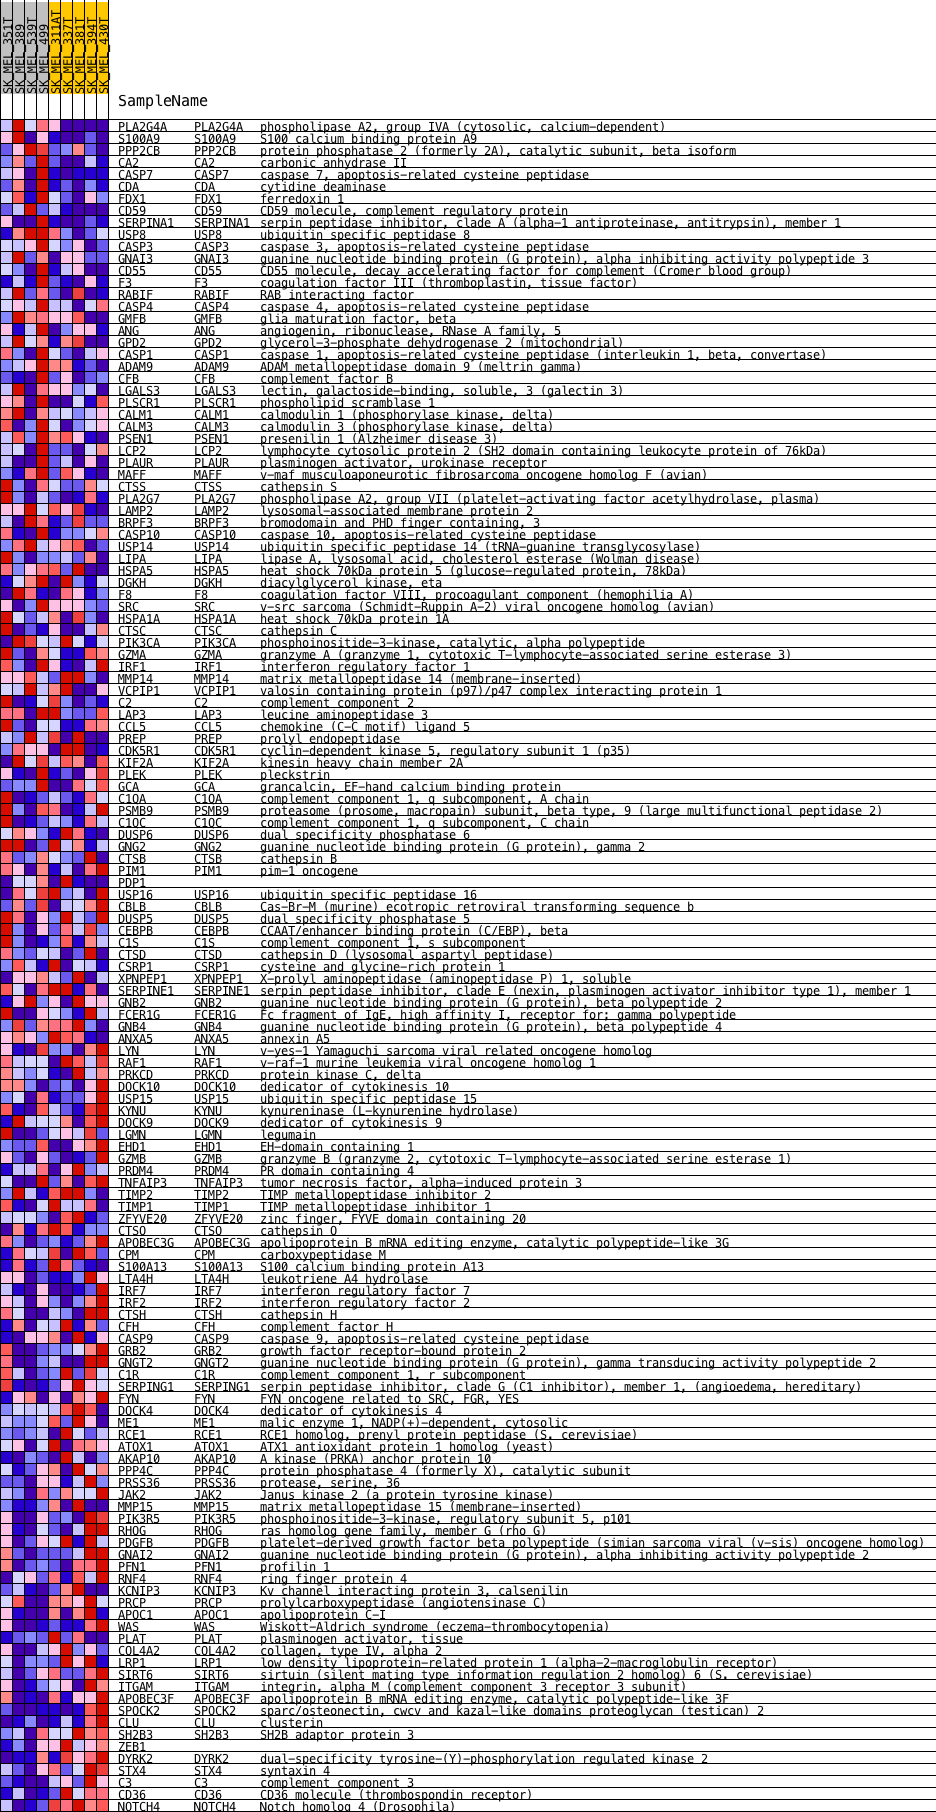 SK_MEL_351T
SK_MEL_389
SK_MEL_539T
SK_MEL_499
SK_MEL_311AT
SK_MEL_337T
SK_MEL_381T
SK_MEL_394T
SK_MEL_430T
SampleName
PLA2G4A PLA2G4A phospholipase A2, group IVA (cytosolic, calcium-dependent)
S100A9 S100A9 S100 calcium binding protein A9
PPP2CB PPP2CB protein phosphatase 2 (formerly 2A), catalytic subunit, beta isoform
CA2 CA2 carbonic anhydrase II
CASP7 CASP7 caspase 7, apoptosis-related cysteine peptidase
CDA CDA cytidine deaminase
FDX1 FDX1 ferredoxin 1
CD59 CD59 CD59 molecule, complement regulatory protein
SERPINA1 SERPINA1 serpin peptidase inhibitor, clade A (alpha-1 antiproteinase, antitrypsin), member 1
USP8 USP8 ubiquitin specific peptidase 8
CASP3 CASP3 caspase 3, apoptosis-related cysteine peptidase
GNAI3 GNAI3 guanine nucleotide binding protein (G protein), alpha inhibiting activity polypeptide 3
CD55 CD55 CD55 molecule, decay accelerating factor for complement (Cromer blood group)
F3 F3 coagulation factor III (thromboplastin, tissue factor)
RABIF RABIF RAB interacting factor
CASP4 CASP4 caspase 4, apoptosis-related cysteine peptidase
GMFB GMFB glia maturation factor, beta
ANG ANG angiogenin, ribonuclease, RNase A family, 5
GPD2 GPD2 glycerol-3-phosphate dehydrogenase 2 (mitochondrial)
CASP1 CASP1 caspase 1, apoptosis-related cysteine peptidase (interleukin 1, beta, convertase)
ADAM9 ADAM9 ADAM metallopeptidase domain 9 (meltrin gamma)
CFB CFB complement factor B
LGALS3 LGALS3 lectin, galactoside-binding, soluble, 3 (galectin 3)
PLSCR1 PLSCR1 phospholipid scramblase 1
CALM1 CALM1 calmodulin 1 (phosphorylase kinase, delta)
CALM3 CALM3 calmodulin 3 (phosphorylase kinase, delta)
PSEN1 PSEN1 presenilin 1 (Alzheimer disease 3)
LCP2 LCP2 lymphocyte cytosolic protein 2 (SH2 domain containing leukocyte protein of 76kDa)
PLAUR PLAUR plasminogen activator, urokinase receptor
MAFF MAFF v-maf musculoaponeurotic fibrosarcoma oncogene homolog F (avian)
CTSS CTSS cathepsin S
PLA2G7 PLA2G7 phospholipase A2, group VII (platelet-activating factor acetylhydrolase, plasma)
LAMP2 LAMP2 lysosomal-associated membrane protein 2
BRPF3 BRPF3 bromodomain and PHD finger containing, 3
CASP10 CASP10 caspase 10, apoptosis-related cysteine peptidase
USP14 USP14 ubiquitin specific peptidase 14 (tRNA-guanine transglycosylase)
LIPA LIPA lipase A, lysosomal acid, cholesterol esterase (Wolman disease)
HSPA5 HSPA5 heat shock 70kDa protein 5 (glucose-regulated protein, 78kDa)
DGKH DGKH diacylglycerol kinase, eta
F8 F8 coagulation factor VIII, procoagulant component (hemophilia A)
SRC SRC v-src sarcoma (Schmidt-Ruppin A-2) viral oncogene homolog (avian)
HSPA1A HSPA1A heat shock 70kDa protein 1A
CTSC CTSC cathepsin C
PIK3CA PIK3CA phosphoinositide-3-kinase, catalytic, alpha polypeptide
GZMA GZMA granzyme A (granzyme 1, cytotoxic T-lymphocyte-associated serine esterase 3)
IRF1 IRF1 interferon regulatory factor 1
MMP14 MMP14 matrix metallopeptidase 14 (membrane-inserted)
VCPIP1 VCPIP1 valosin containing protein (p97)/p47 complex interacting protein 1
C2 C2 complement component 2
LAP3 LAP3 leucine aminopeptidase 3
CCL5 CCL5 chemokine (C-C motif) ligand 5
PREP PREP prolyl endopeptidase
CDK5R1 CDK5R1 cyclin-dependent kinase 5, regulatory subunit 1 (p35)
KIF2A KIF2A kinesin heavy chain member 2A
PLEK PLEK pleckstrin
GCA GCA grancalcin, EF-hand calcium binding protein
C1QA C1QA complement component 1, q subcomponent, A chain
PSMB9 PSMB9 proteasome (prosome, macropain) subunit, beta type, 9 (large multifunctional peptidase 2)
C1QC C1QC complement component 1, q subcomponent, C chain
DUSP6 DUSP6 dual specificity phosphatase 6
GNG2 GNG2 guanine nucleotide binding protein (G protein), gamma 2
CTSB CTSB cathepsin B
PIM1 PIM1 pim-1 oncogene
PDP1
USP16 USP16 ubiquitin specific peptidase 16
CBLB CBLB Cas-Br-M (murine) ecotropic retroviral transforming sequence b
DUSP5 DUSP5 dual specificity phosphatase 5
CEBPB CEBPB CCAAT/enhancer binding protein (C/EBP), beta
C1S C1S complement component 1, s subcomponent
CTSD CTSD cathepsin D (lysosomal aspartyl peptidase)
CSRP1 CSRP1 cysteine and glycine-rich protein 1
XPNPEP1 XPNPEP1 X-prolyl aminopeptidase (aminopeptidase P) 1, soluble
SERPINE1 SERPINE1 serpin peptidase inhibitor, clade E (nexin, plasminogen activator inhibitor type 1), member 1
GNB2 GNB2 guanine nucleotide binding protein (G protein), beta polypeptide 2
FCER1G FCER1G Fc fragment of IgE, high affinity I, receptor for; gamma polypeptide
GNB4 GNB4 guanine nucleotide binding protein (G protein), beta polypeptide 4
ANXA5 ANXA5 annexin A5
LYN LYN v-yes-1 Yamaguchi sarcoma viral related oncogene homolog
RAF1 RAF1 v-raf-1 murine leukemia viral oncogene homolog 1
PRKCD PRKCD protein kinase C, delta
DOCK10 DOCK10 dedicator of cytokinesis 10
USP15 USP15 ubiquitin specific peptidase 15
KYNU KYNU kynureninase (L-kynurenine hydrolase)
DOCK9 DOCK9 dedicator of cytokinesis 9
LGMN LGMN legumain
EHD1 EHD1 EH-domain containing 1
GZMB GZMB granzyme B (granzyme 2, cytotoxic T-lymphocyte-associated serine esterase 1)
PRDM4 PRDM4 PR domain containing 4
TNFAIP3 TNFAIP3 tumor necrosis factor, alpha-induced protein 3
TIMP2 TIMP2 TIMP metallopeptidase inhibitor 2
TIMP1 TIMP1 TIMP metallopeptidase inhibitor 1
ZFYVE20 ZFYVE20 zinc finger, FYVE domain containing 20
CTSO CTSO cathepsin O
APOBEC3G APOBEC3G apolipoprotein B mRNA editing enzyme, catalytic polypeptide-like 3G
CPM CPM carboxypeptidase M
S100A13 S100A13 S100 calcium binding protein A13
LTA4H LTA4H leukotriene A4 hydrolase
IRF7 IRF7 interferon regulatory factor 7
IRF2 IRF2 interferon regulatory factor 2
CTSH CTSH cathepsin H
CFH CFH complement factor H
CASP9 CASP9 caspase 9, apoptosis-related cysteine peptidase
GRB2 GRB2 growth factor receptor-bound protein 2
GNGT2 GNGT2 guanine nucleotide binding protein (G protein), gamma transducing activity polypeptide 2
C1R C1R complement component 1, r subcomponent
SERPING1 SERPING1 serpin peptidase inhibitor, clade G (C1 inhibitor), member 1, (angioedema, hereditary)
FYN FYN FYN oncogene related to SRC, FGR, YES
DOCK4 DOCK4 dedicator of cytokinesis 4
ME1 ME1 malic enzyme 1, NADP(+)-dependent, cytosolic
RCE1 RCE1 RCE1 homolog, prenyl protein peptidase (S. cerevisiae)
ATOX1 ATOX1 ATX1 antioxidant protein 1 homolog (yeast)
AKAP10 AKAP10 A kinase (PRKA) anchor protein 10
PPP4C PPP4C protein phosphatase 4 (formerly X), catalytic subunit
PRSS36 PRSS36 protease, serine, 36
JAK2 JAK2 Janus kinase 2 (a protein tyrosine kinase)
MMP15 MMP15 matrix metallopeptidase 15 (membrane-inserted)
PIK3R5 PIK3R5 phosphoinositide-3-kinase, regulatory subunit 5, p101
RHOG RHOG ras homolog gene family, member G (rho G)
PDGFB PDGFB platelet-derived growth factor beta polypeptide (simian sarcoma viral (v-sis) oncogene homolog)
GNAI2 GNAI2 guanine nucleotide binding protein (G protein), alpha inhibiting activity polypeptide 2
PFN1 PFN1 profilin 1
RNF4 RNF4 ring finger protein 4
KCNIP3 KCNIP3 Kv channel interacting protein 3, calsenilin
PRCP PRCP prolylcarboxypeptidase (angiotensinase C)
APOC1 APOC1 apolipoprotein C-I
WAS WAS Wiskott-Aldrich syndrome (eczema-thrombocytopenia)
PLAT PLAT plasminogen activator, tissue
COL4A2 COL4A2 collagen, type IV, alpha 2
LRP1 LRP1 low density lipoprotein-related protein 1 (alpha-2-macroglobulin receptor)
SIRT6 SIRT6 sirtuin (silent mating type information regulation 2 homolog) 6 (S. cerevisiae)
ITGAM ITGAM integrin, alpha M (complement component 3 receptor 3 subunit)
APOBEC3F APOBEC3F apolipoprotein B mRNA editing enzyme, catalytic polypeptide-like 3F
SPOCK2 SPOCK2 sparc/osteonectin, cwcv and kazal-like domains proteoglycan (testican) 2
CLU CLU clusterin
SH2B3 SH2B3 SH2B adaptor protein 3
ZEB1
DYRK2 DYRK2 dual-specificity tyrosine-(Y)-phosphorylation regulated kinase 2
STX4 STX4 syntaxin 4
C3 C3 complement component 3
CD36 CD36 CD36 molecule (thrombospondin receptor)
NOTCH4 NOTCH4 Notch homolog 4 (Drosophila)